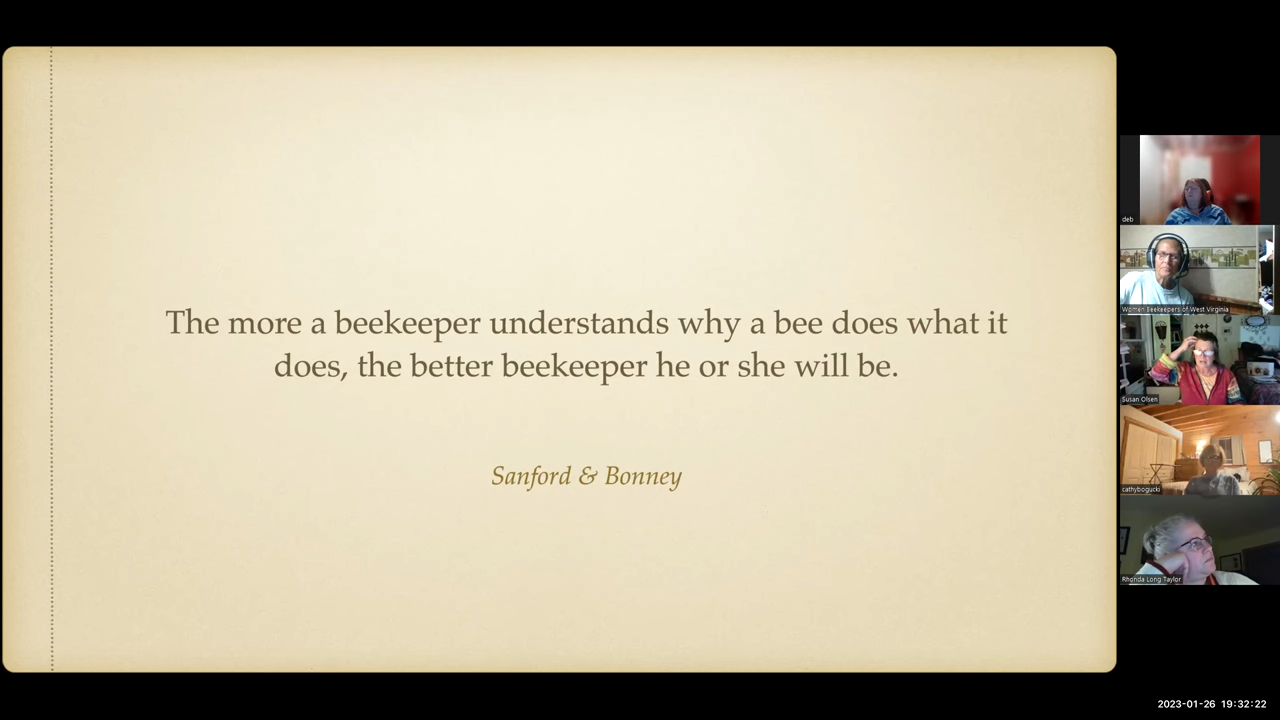 The more a beekeeper understands why a bee does what it
does, the better beekeeper he or she will be.
Sanford & Bonney
deb
Women Beekeepers of West Virginia
Susan Olsen
cathybogucki
Rhonda Long Taylor
2023-01-26 19:32:22